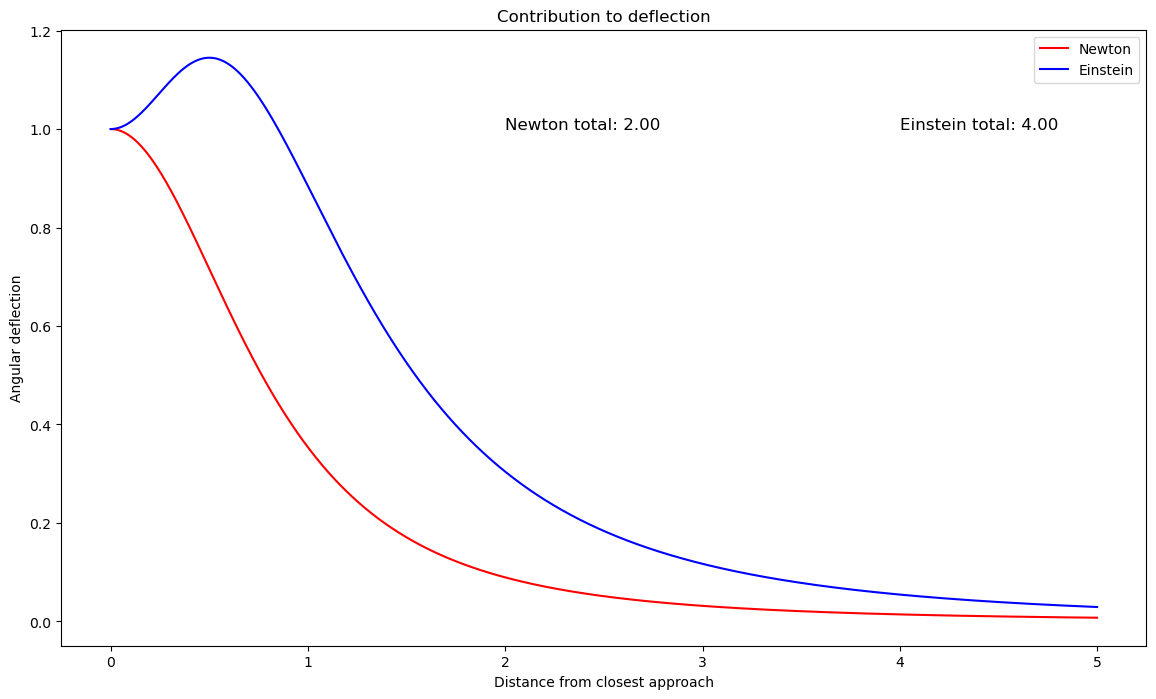 Contribution to deflection
Newton
Einstein
Newton total: 2.00
Einstein total: 4.00
Angular deflection
1.2
1.0
0.8
0.6
0.4
0.2
0.0
0 1 2 3 4 5
Distance from closest approach